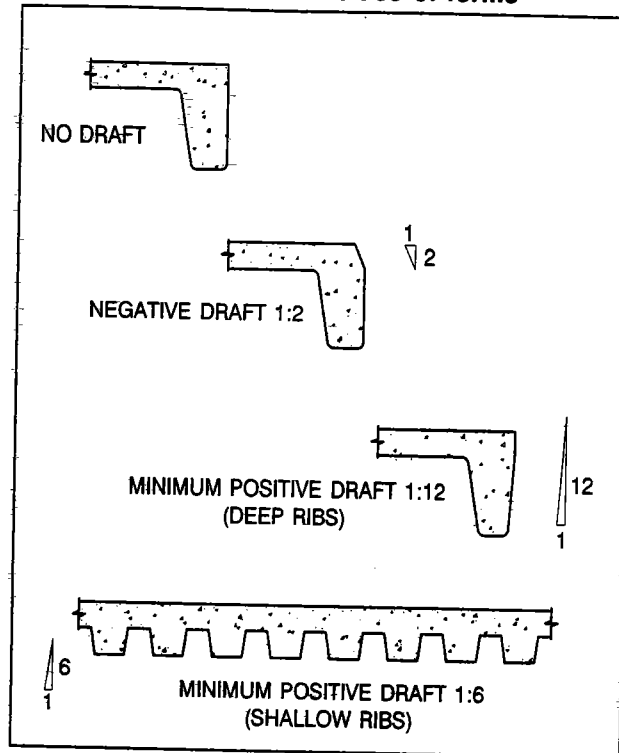 forms
NO DRAFT
1
2
NEGATIVE DRAFT 1:2
MINIMUM POSITIVE DRAFT 1:12
(DEEP RIBS)
12
1
6
1
MINIMUM POSITIVE DRAFT 1:6
(SHALLOW RIBS)